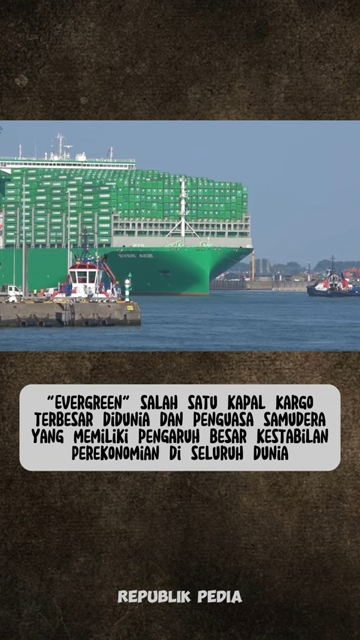 "EVERGREEN" SALAH SATU KAPAL KARGO
TERBESAR DIDUNIA DAN PENGUASA SAMUDERA
YANG MEMILIKI PENGARUH BESAR KESTABILAN
PEREKONOMIAN DI SELURUH DUNIA
REPUBLIK PEDIA